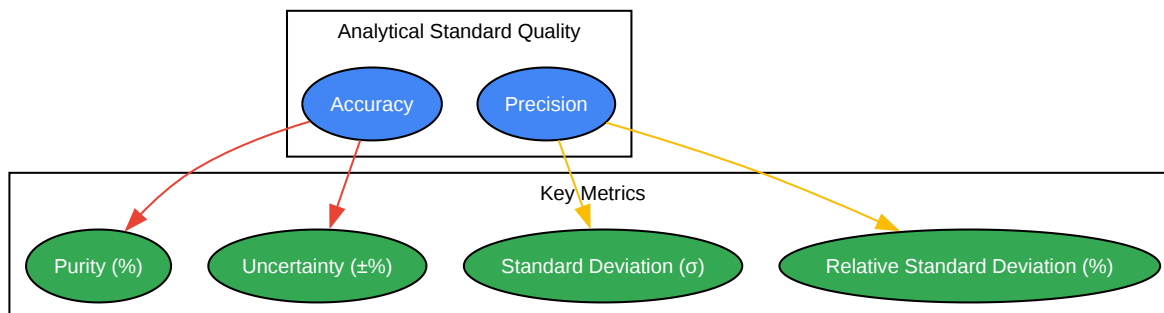 Analytical Standard Quality
Accuracy
Precision
Key Metrics
Purity (%)
Uncertainty (±%)
Standard Deviation (σ)
Relative Standard Deviation (%)